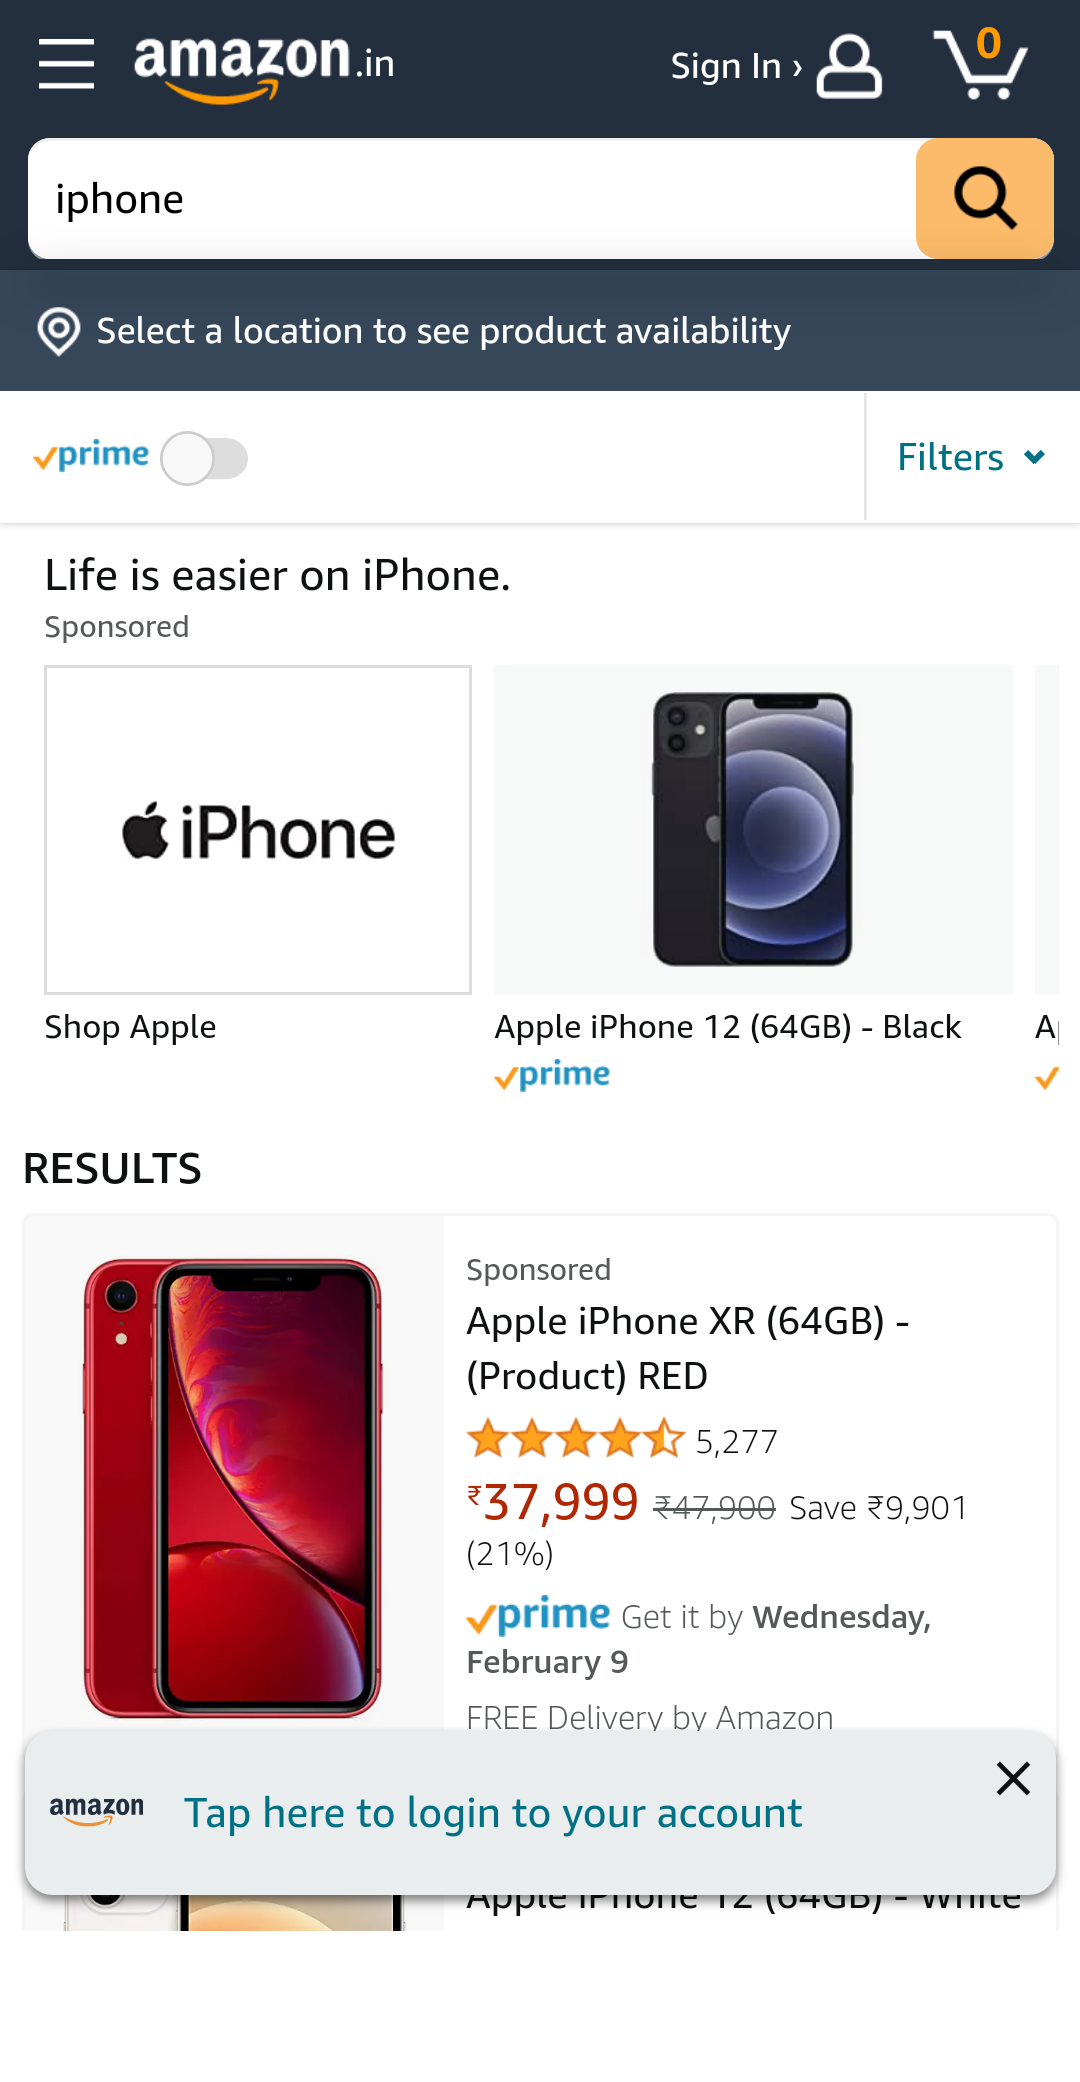 amazon.in
Sign In ›
0
iphone
Select a location to see product availability
prime
Filters
Life is easier on iPhone.
Sponsored
iPhone
Shop Apple
Apple iPhone 12 (64GB) - Black
prime
RESULTS
Sponsored
Apple iPhone XR (64GB) -
(Product) RED
5,277
₹37,999 ₹47,900 Save ₹9,901
(21%)
prime Get it by Wednesday,
February 9
FREE Delivery by Amazon
amazon
Tap here to login to your account
Apple iPhone 12 (64GB) - White